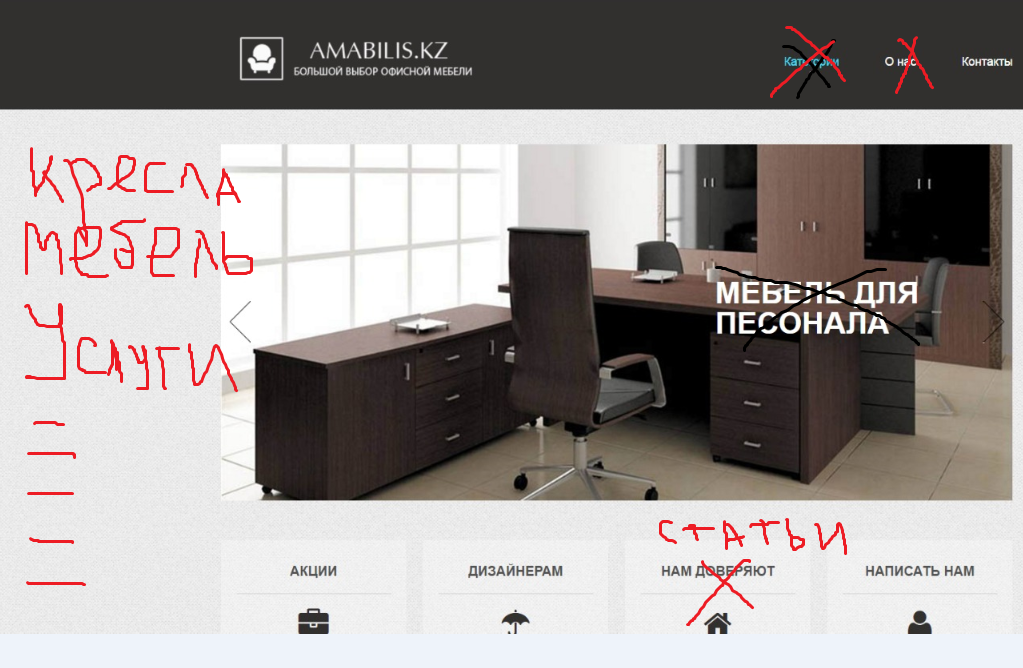 AMABILIS.KZ
БОЛЬШОЙ ВЫБОР ОФИСНОЙ МЕБЕЛИ
Категории О нас Контакты
Кресла
мебель
Услуги
МЕБЕЛЬ ДЛЯ
ПЕСОНАЛА
СТАТЬИ
АКЦИИ ДИЗАЙНЕРАМ НАМ ДОВЕРЯЮТ НАПИСАТЬ НАМ